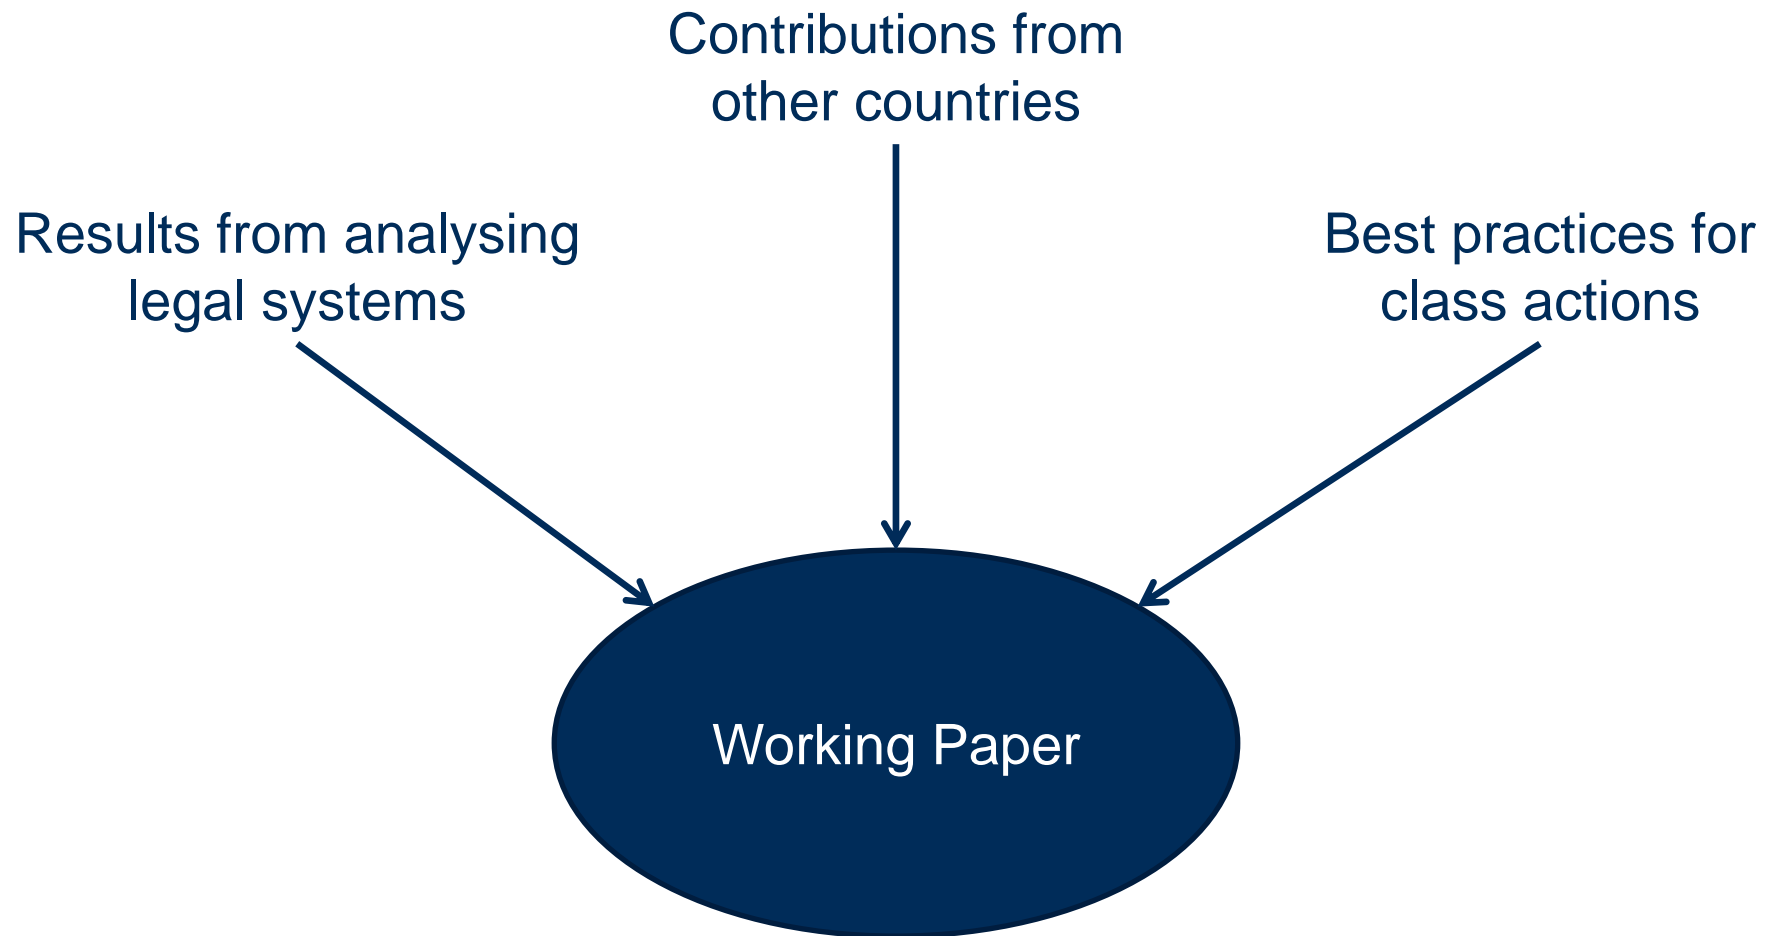 Contributions from
other countries
Results from analysing
legal systems
Best practices for
class actions
Working Paper